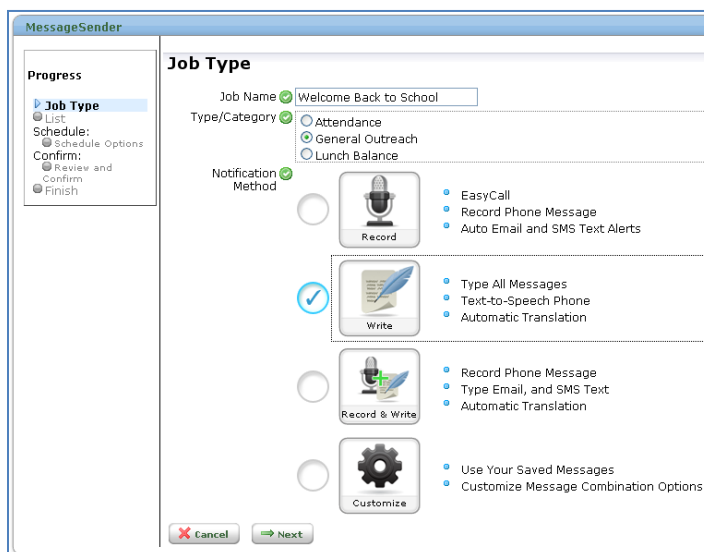 MessageSender
Progress
Job Type
List
Schedule:
Schedule Options
Confirm:
Review and
Confirm
Finish
Job Type
Job Name Welcome Back to School
Type/Category Attendance
General Outreach
Lunch Balance
Notification
Method
Record
EasyCall
Record Phone Message
Auto Email and SMS Text Alerts
Write
Type All Messages
Text-to-Speech Phone
Automatic Translation
Record & Write
Record Phone Message
Type Email, and SMS Text
Automatic Translation
Customize
Use Your Saved Messages
Customize Message Combination Options
Cancel Next